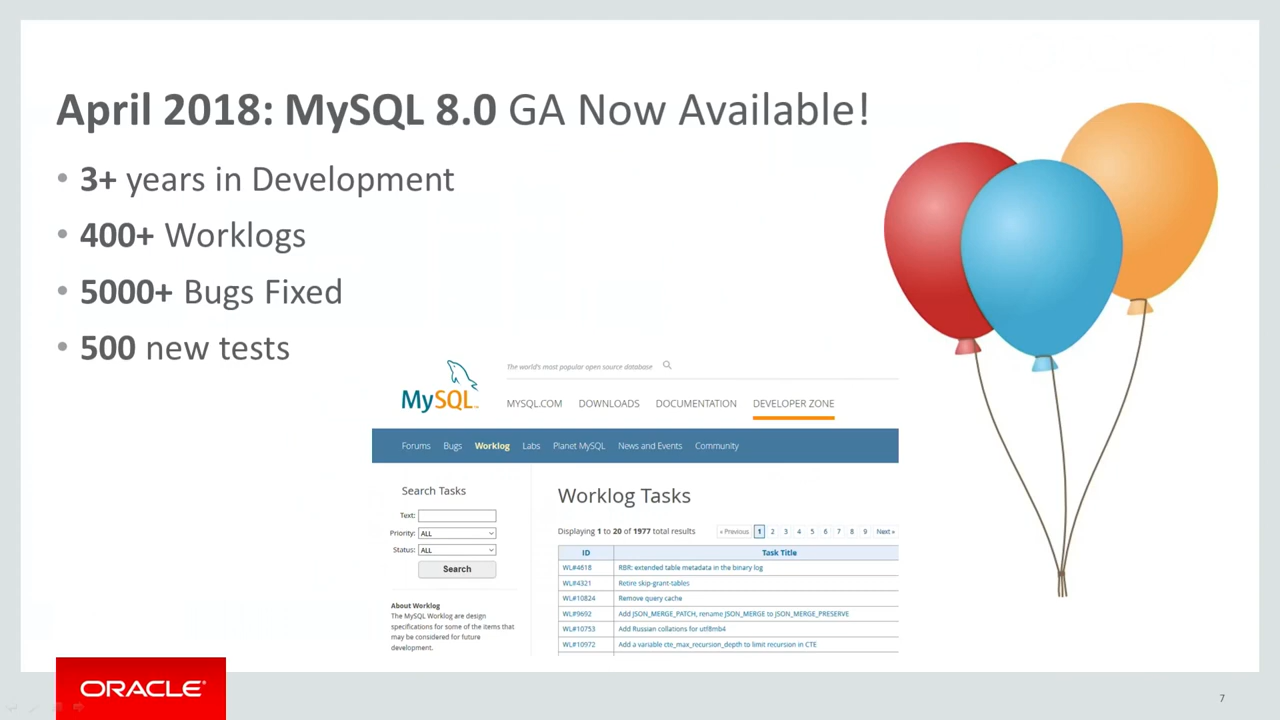 April 2018: MySQL 8.0 GA Now Available!
• 3+ years in Development
• 400+ Worklogs
• 5000+ Bugs Fixed
• 500 new tests
MySQL™
The world's most popular open source database
MYSQL.COM DOWNLOADS DOCUMENTATION DEVELOPER ZONE
Forums Bugs Worklog Labs Planet MySQL News and Events Community
Search Tasks
Text:
Priority: ALL
Status: ALL
Search
About Worklog
The MySQL Worklog are design
specifications for some of the items that
may be considered for future
development.
Worklog Tasks
Displaying 1 to 20 of 1977 total results « Previous 1 2 3 4 5 6 7 8 9 Next »
ID Task Title
WL#4618 RBR: extended table metadata in the binary log
WL#4321 Retire skip-grant-tables
WL#10824 Remove query cache
WL#9692 Add JSON_MERGE_PATCH, rename JSON_MERGE to JSON_MERGE_PRESERVE
WL#10753 Add Russian collations for utf8mb4
WL#10972 Add a variable cte_max_recursion_depth to limit recursion in CTE
ORACLE®
7